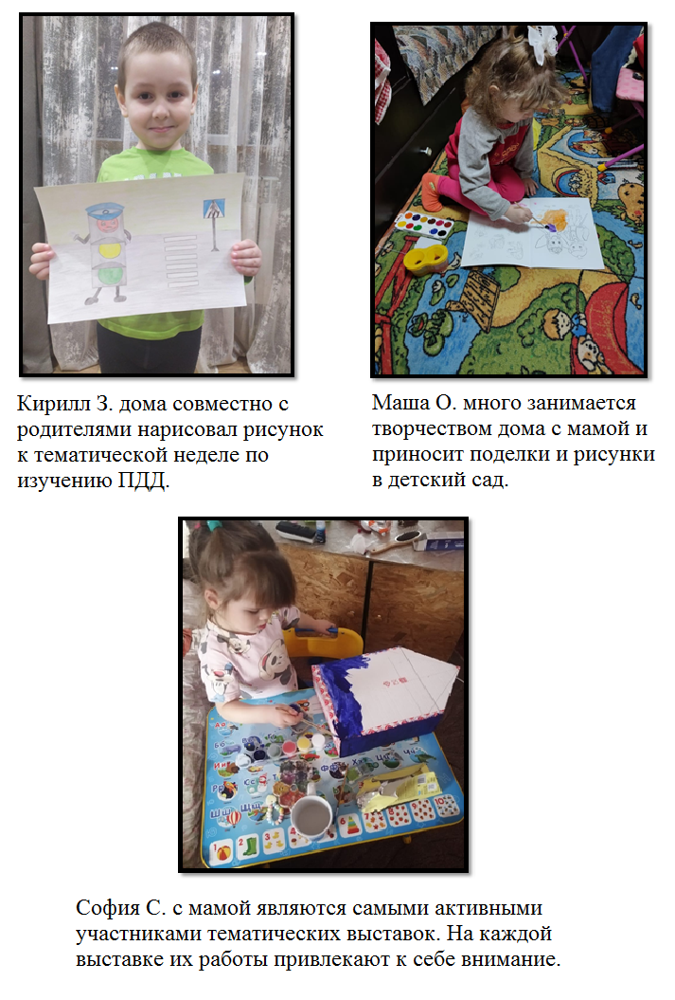 Кирилл З. дома совместно с
родителями нарисовал рисунок
к тематической неделе по
изучению ПДД.
Маша О. много занимается
творчеством дома с мамой и
приносит поделки и рисунки
в детский сад.
София С. с мамой являются самыми активными
участниками тематических выставок. На каждой
выставке их работы привлекают к себе внимание.